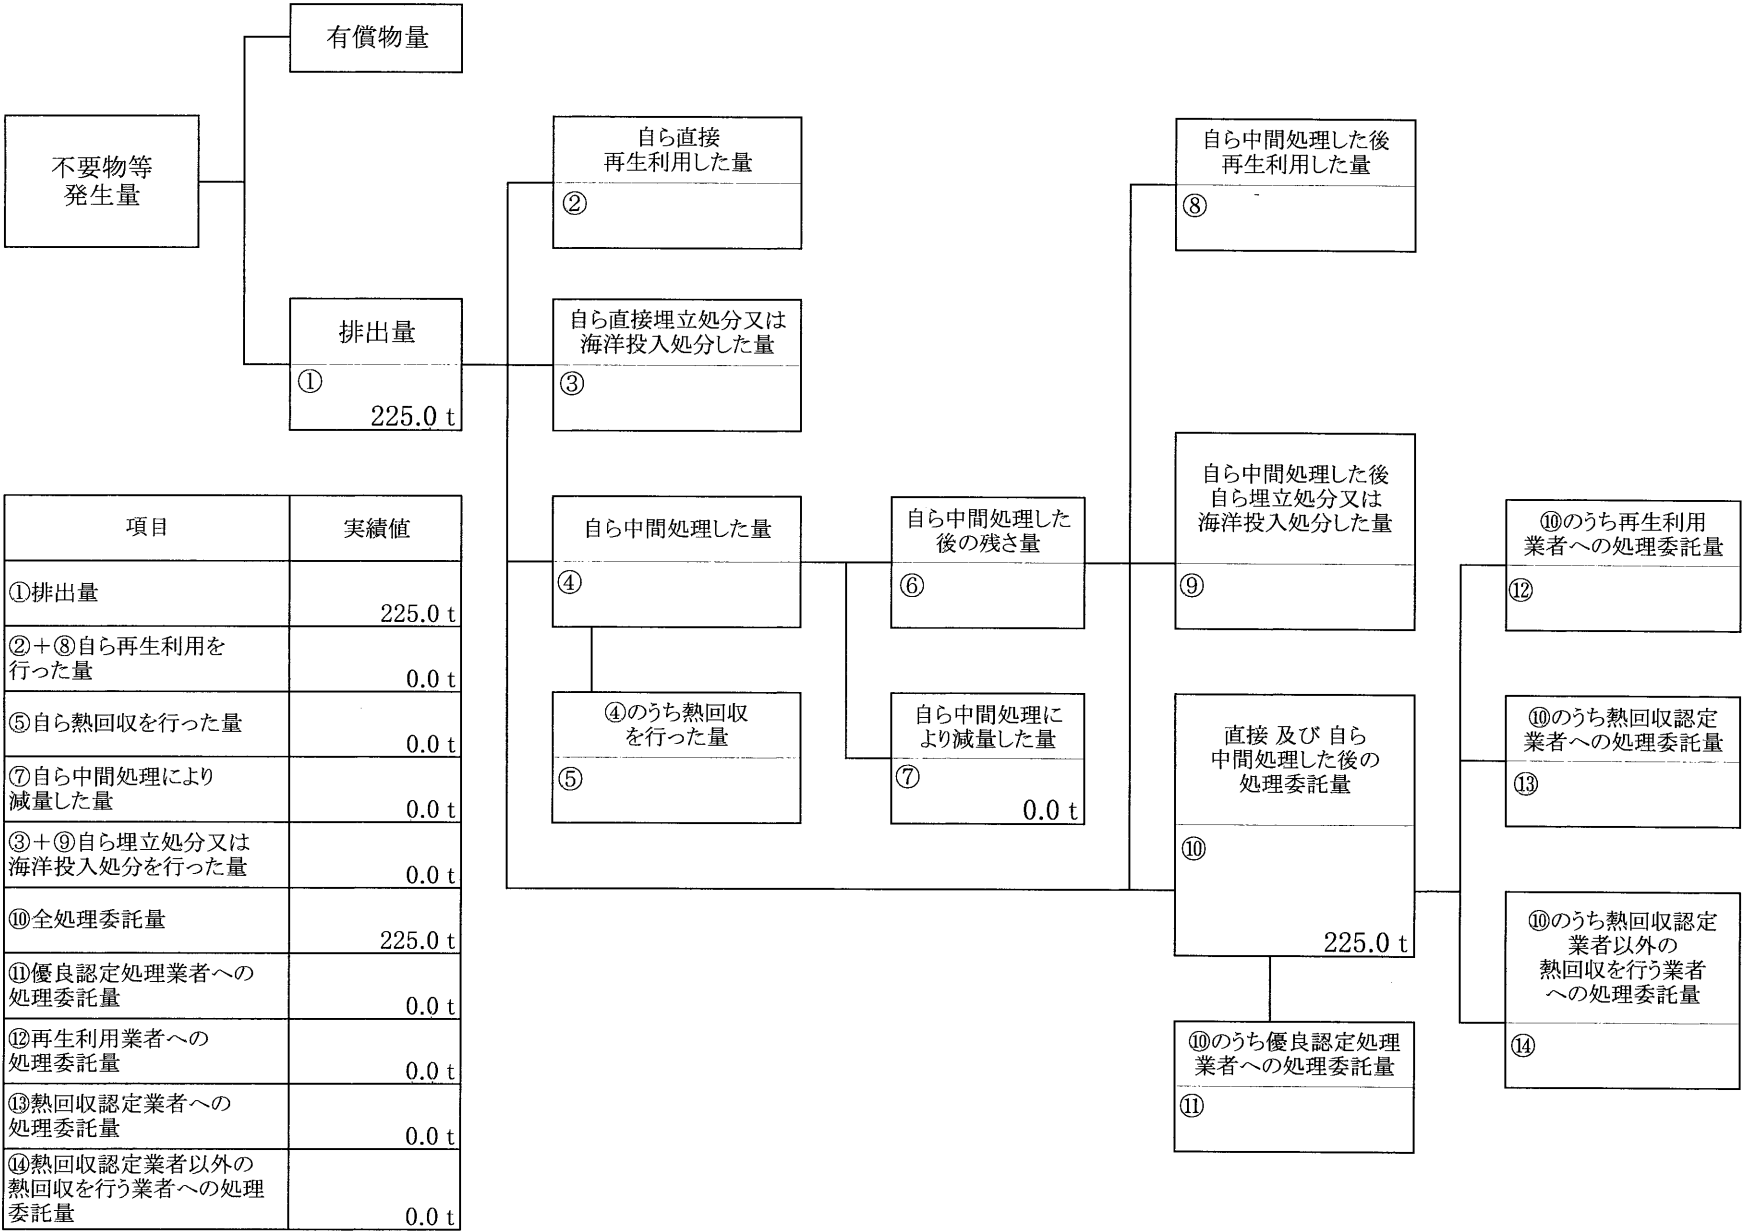 有償物量
不要物等
発生量
排出量
①
225.0 t
自ら直接
再生利用した量
②
自ら直接埋立処分又は
海洋投入処分した量
③
自ら中間処理した量
④
④のうち熱回収
を行った量
⑤
自ら中間処理した
後の残さ量
⑥
自ら中間処理に
より減量した量
⑦
0.0 t
自ら中間処理した後
再生利用した量
⑧
自ら中間処理した後
自ら埋立処分又は
海洋投入処分した量
⑨
直接 及び 自ら
中間処理した後の
処理委託量
⑩
225.0 t
⑩のうち優良認定処理
業者への処理委託量
⑪
⑩のうち再生利用
業者への処理委託量
⑫
⑩のうち熱回収認定
業者への処理委託量
⑬
⑩のうち熱回収認定
業者以外の
熱回収を行う業者
への処理委託量
⑭
項目 実績値
①排出量
225.0 t
②＋⑧自ら再生利用を
行った量
0.0 t
⑤自ら熱回収を行った量
0.0 t
⑦自ら中間処理により
減量した量
0.0 t
③＋⑨自ら埋立処分又は
海洋投入処分を行った量
0.0 t
⑩全処理委託量
225.0 t
⑪優良認定処理業者への
処理委託量
0.0 t
⑫再生利用業者への
処理委託量
0.0 t
⑬熱回収認定業者への
処理委託量
0.0 t
⑭熱回収認定業者以外の
熱回収を行う業者への処理
委託量
0.0 t